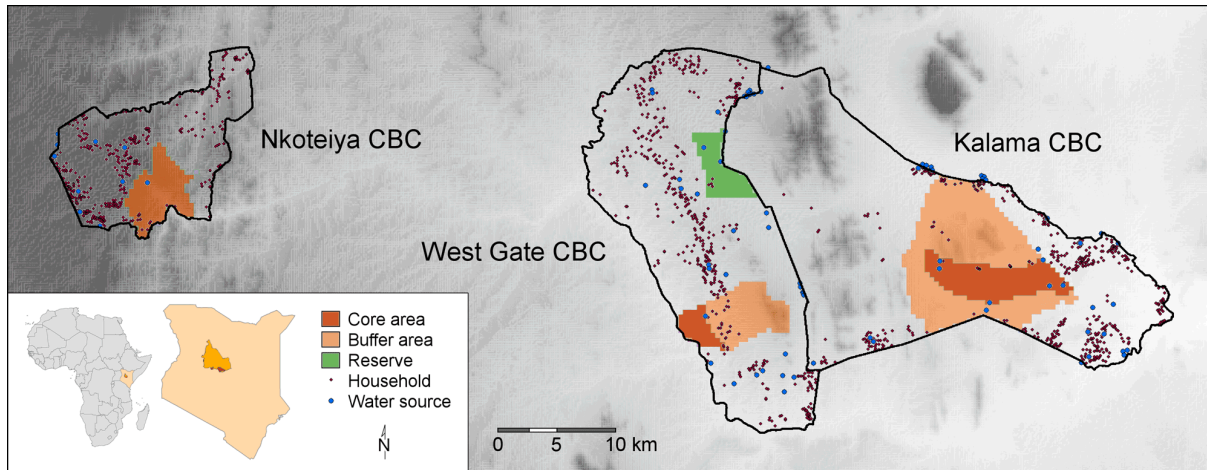 Nkoteiya CBC
Kalama CBC
West Gate CBC
Core area
Buffer area
Reserve
Household
Water source
N
0 5 10 km